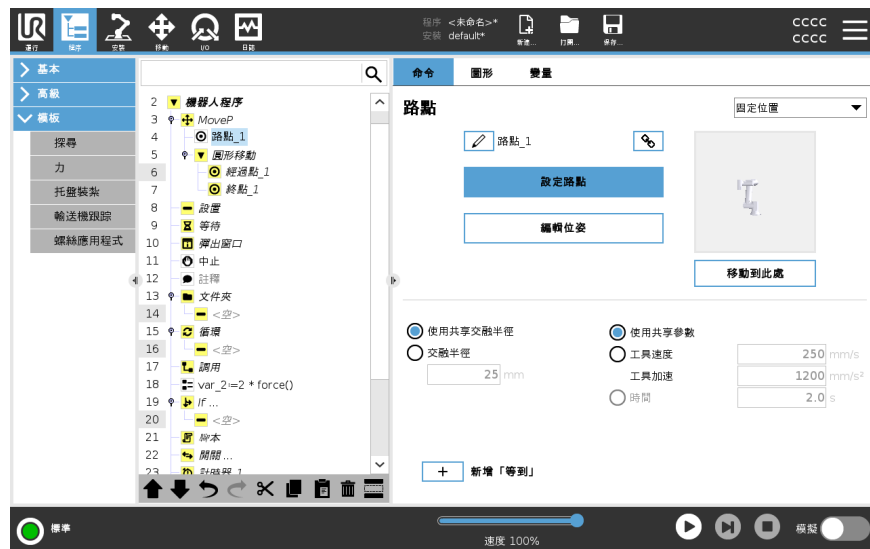 UR
運行
程序
安裝
移動
I/O
日誌
程序 <未命名>*
安裝 default*
新建...
打開...
保存...
CCCC
CCCC
基本
高級
模板
探尋
力
托盤裝紮
輸送機跟踪
螺絲應用程式
2 機器人程序
3 MoveP
4 路點_1
5 圓形移動
6 經過點_1
7 終點_1
8 設置
9 等待
10 彈出窗口
11 中止
12 註釋
13 文件夾
14 <空>
15 循環
16 <空>
17 調用
18 var_2:=2 * force()
19 If ...
20 <空>
21 腳本
22 開關 ...
23 計時器_1
命令
圖形
變量
路點
固定位置
路點_1
設定路點
編輯位姿
移動到此處
使用共享交融半徑
交融半徑
25 mm
使用共享參數
工具速度 250 mm/s
工具加速 1200 mm/s²
時間 2.0 s
+ 新增「等到」
標準
速度 100%
模擬